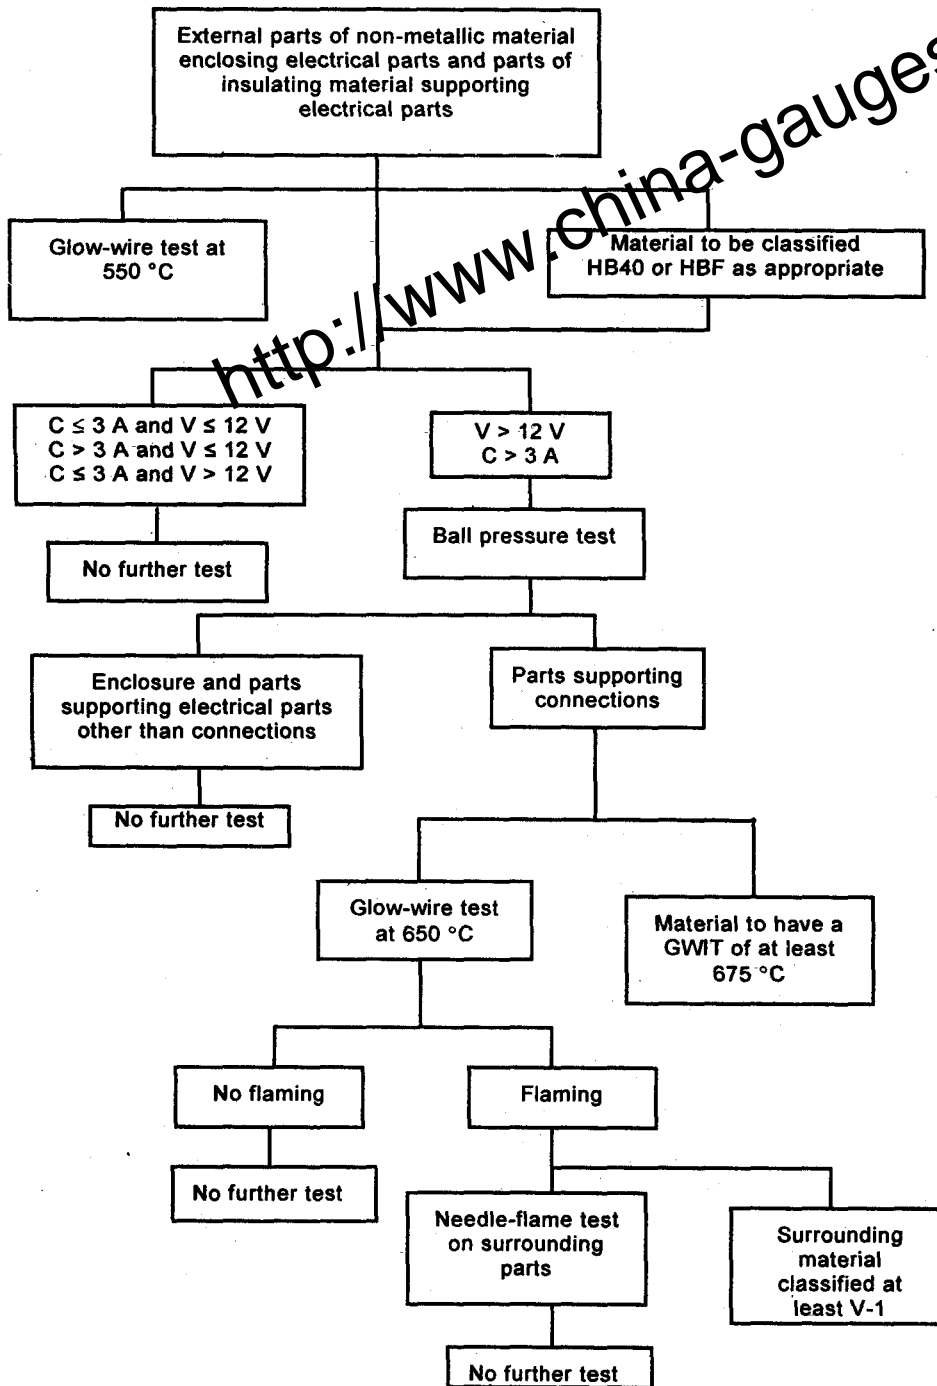 External parts of non-metallic material
enclosing electrical parts and parts of
insulating material supporting
electrical parts
http://www.china-gauges
Glow-wire test at
550 °C
Material to be classified
HB40 or HBF as appropriate
C ≤ 3 A and V ≤ 12 V
C > 3 A and V ≤ 12 V
C ≤ 3 A and V > 12 V
V > 12 V
C > 3 A
No further test
Ball pressure test
Enclosure and parts
supporting electrical parts
other than connections
Parts supporting
connections
No further test
Glow-wire test
at 650 °C
Material to have a
GWIT of at least
675 °C
No flaming
Flaming
No further test
Needle-flame test
on surrounding
parts
Surrounding
material
classified at
least V-1
No further test